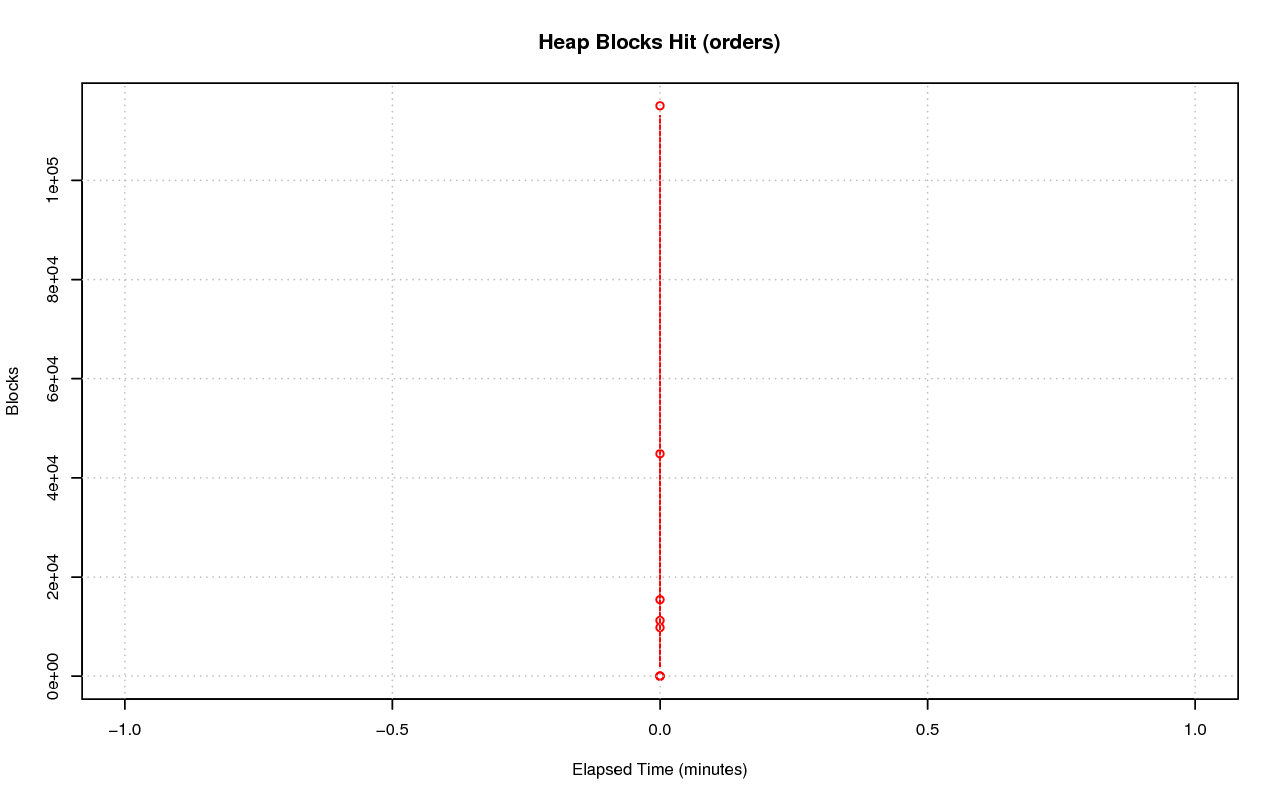 Heap Blocks Hit (orders)
Blocks
1e+05
8e+04
6e+04
4e+04
2e+04
0e+00
−1.0
−0.5
0.0
0.5
1.0
Elapsed Time (minutes)